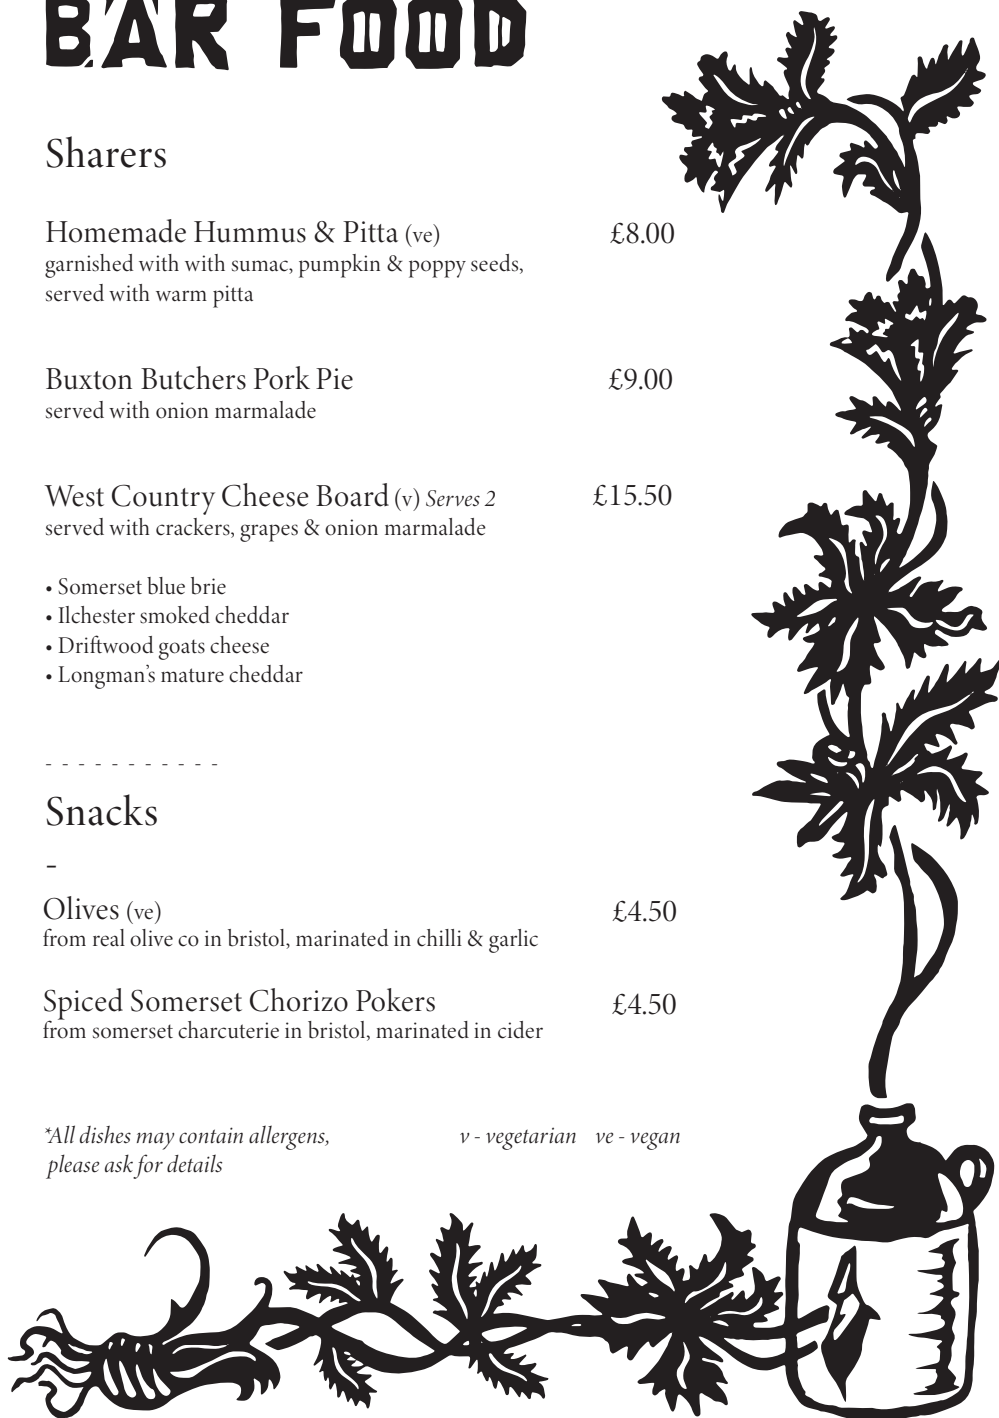 BAR FOOD
Sharers
Homemade Hummus & Pitta (ve) £8.00
garnished with with sumac, pumpkin & poppy seeds,
served with warm pitta
Buxton Butchers Pork Pie £9.00
served with onion marmalade
West Country Cheese Board (v) Serves 2 £15.50
served with crackers, grapes & onion marmalade
• Somerset blue brie
• Ilchester smoked cheddar
• Driftwood goats cheese
• Longman's mature cheddar
- - - - - - - - - - -
Snacks
-
Olives (ve) £4.50
from real olive co in bristol, marinated in chilli & garlic
Spiced Somerset Chorizo Pokers £4.50
from somerset charcuterie in bristol, marinated in cider
*All dishes may contain allergens, v - vegetarian ve - vegan
please ask for details